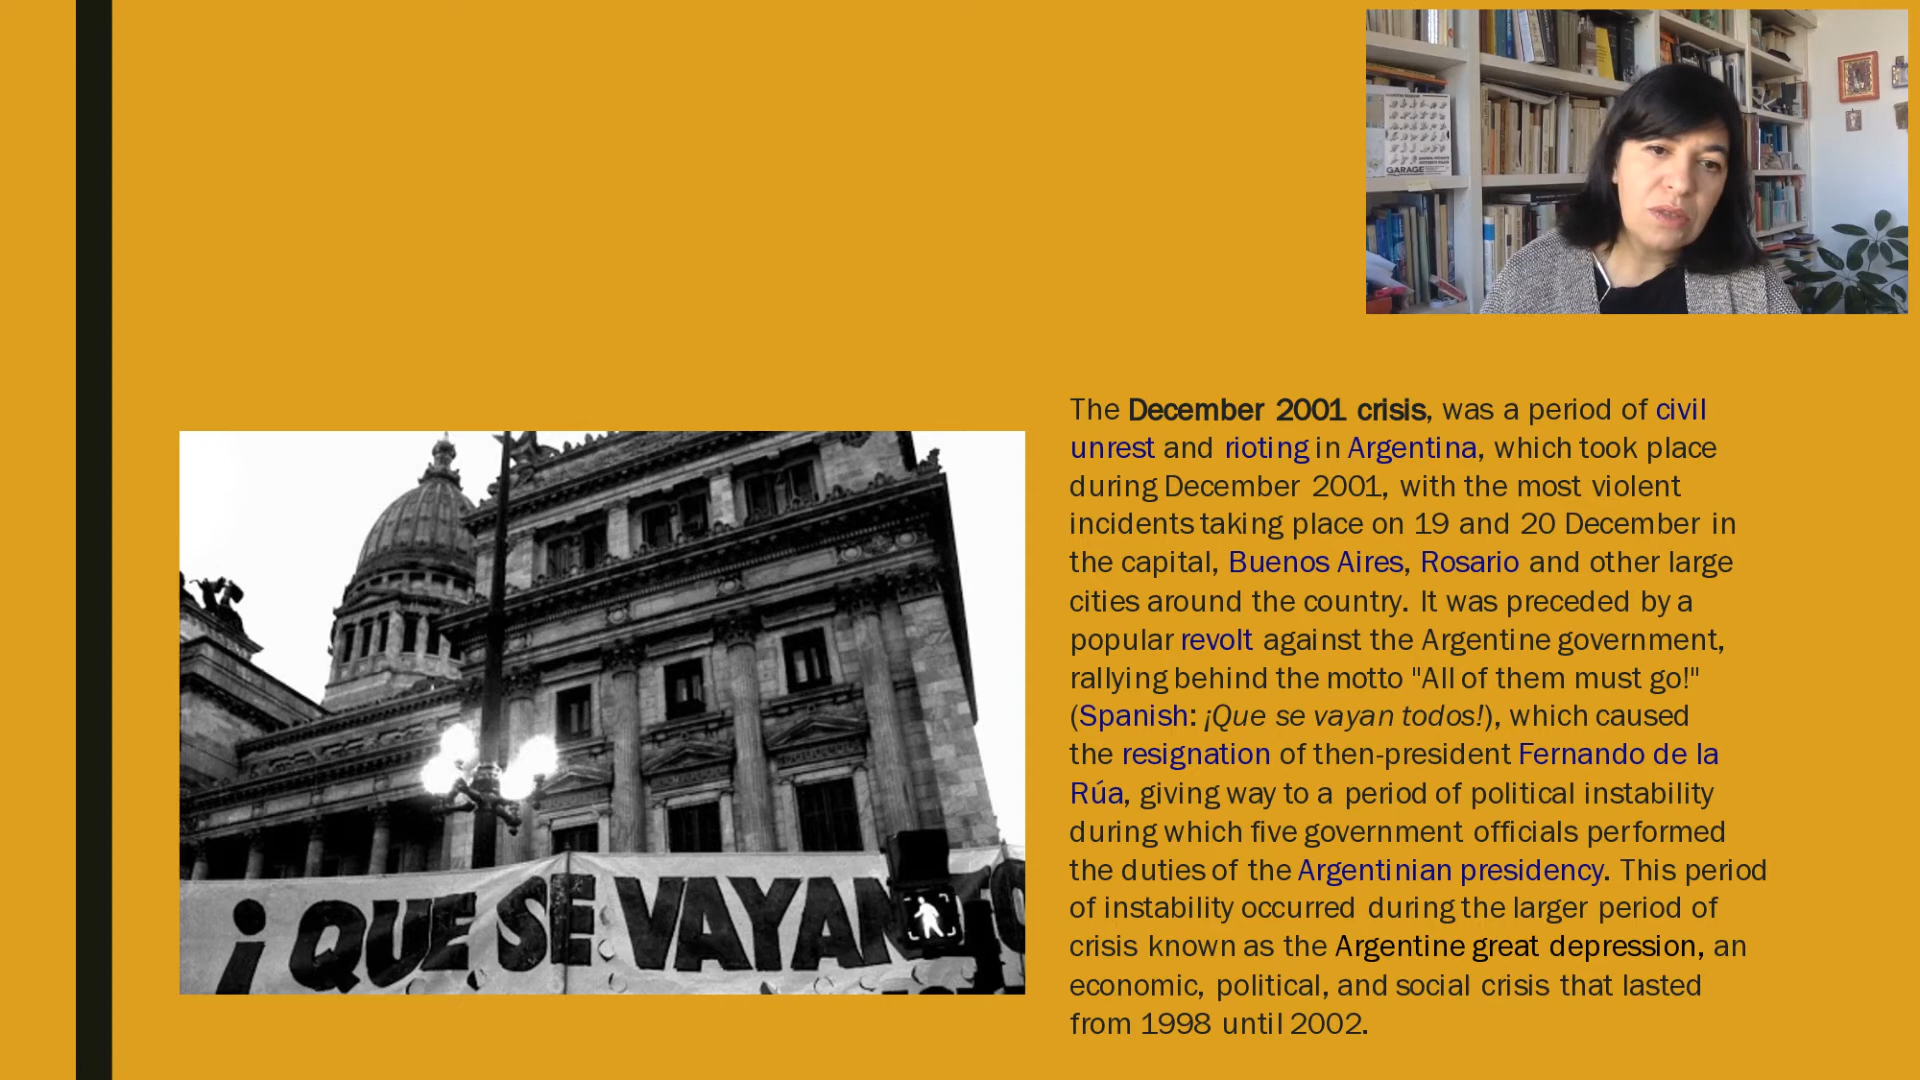 GARAGE
The December 2001 crisis, was a period of civil
unrest and rioting in Argentina, which took place
during December 2001, with the most violent
incidents taking place on 19 and 20 December in
the capital, Buenos Aires, Rosario and other large
cities around the country. It was preceded by a
popular revolt against the Argentine government,
rallying behind the motto "All of them must go!"
(Spanish: ¡Que se vayan todos!), which caused
the resignation of then-president Fernando de la
Rúa, giving way to a period of political instability
during which five government officials performed
the duties of the Argentinian presidency. This period
of instability occurred during the larger period of
crisis known as the Argentine great depression, an
economic, political, and social crisis that lasted
from 1998 until 2002.
¡QUE SE VAYAN